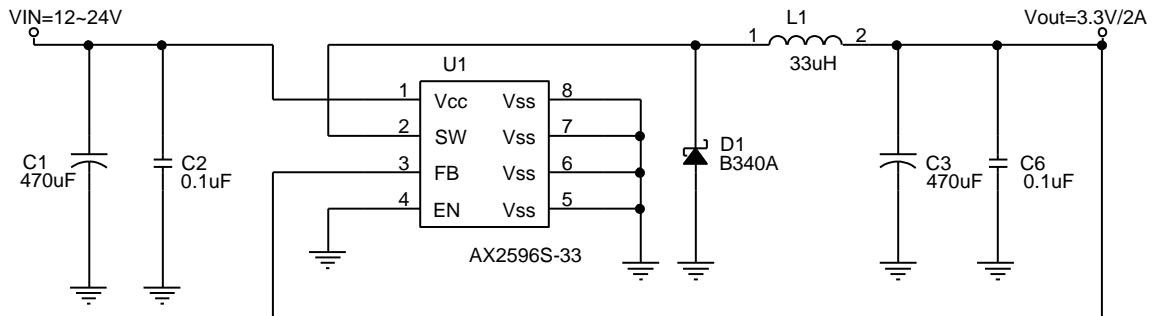 VIN=12~24V
Vout=3.3V/2A
L1
1
2
33uH
U1
1
Vcc
Vss
8
2
SW
Vss
7
3
FB
Vss
6
4
EN
Vss
5
AX2596S-33
C1
470uF
C2
0.1uF
D1
B340A
C3
470uF
C6
0.1uF